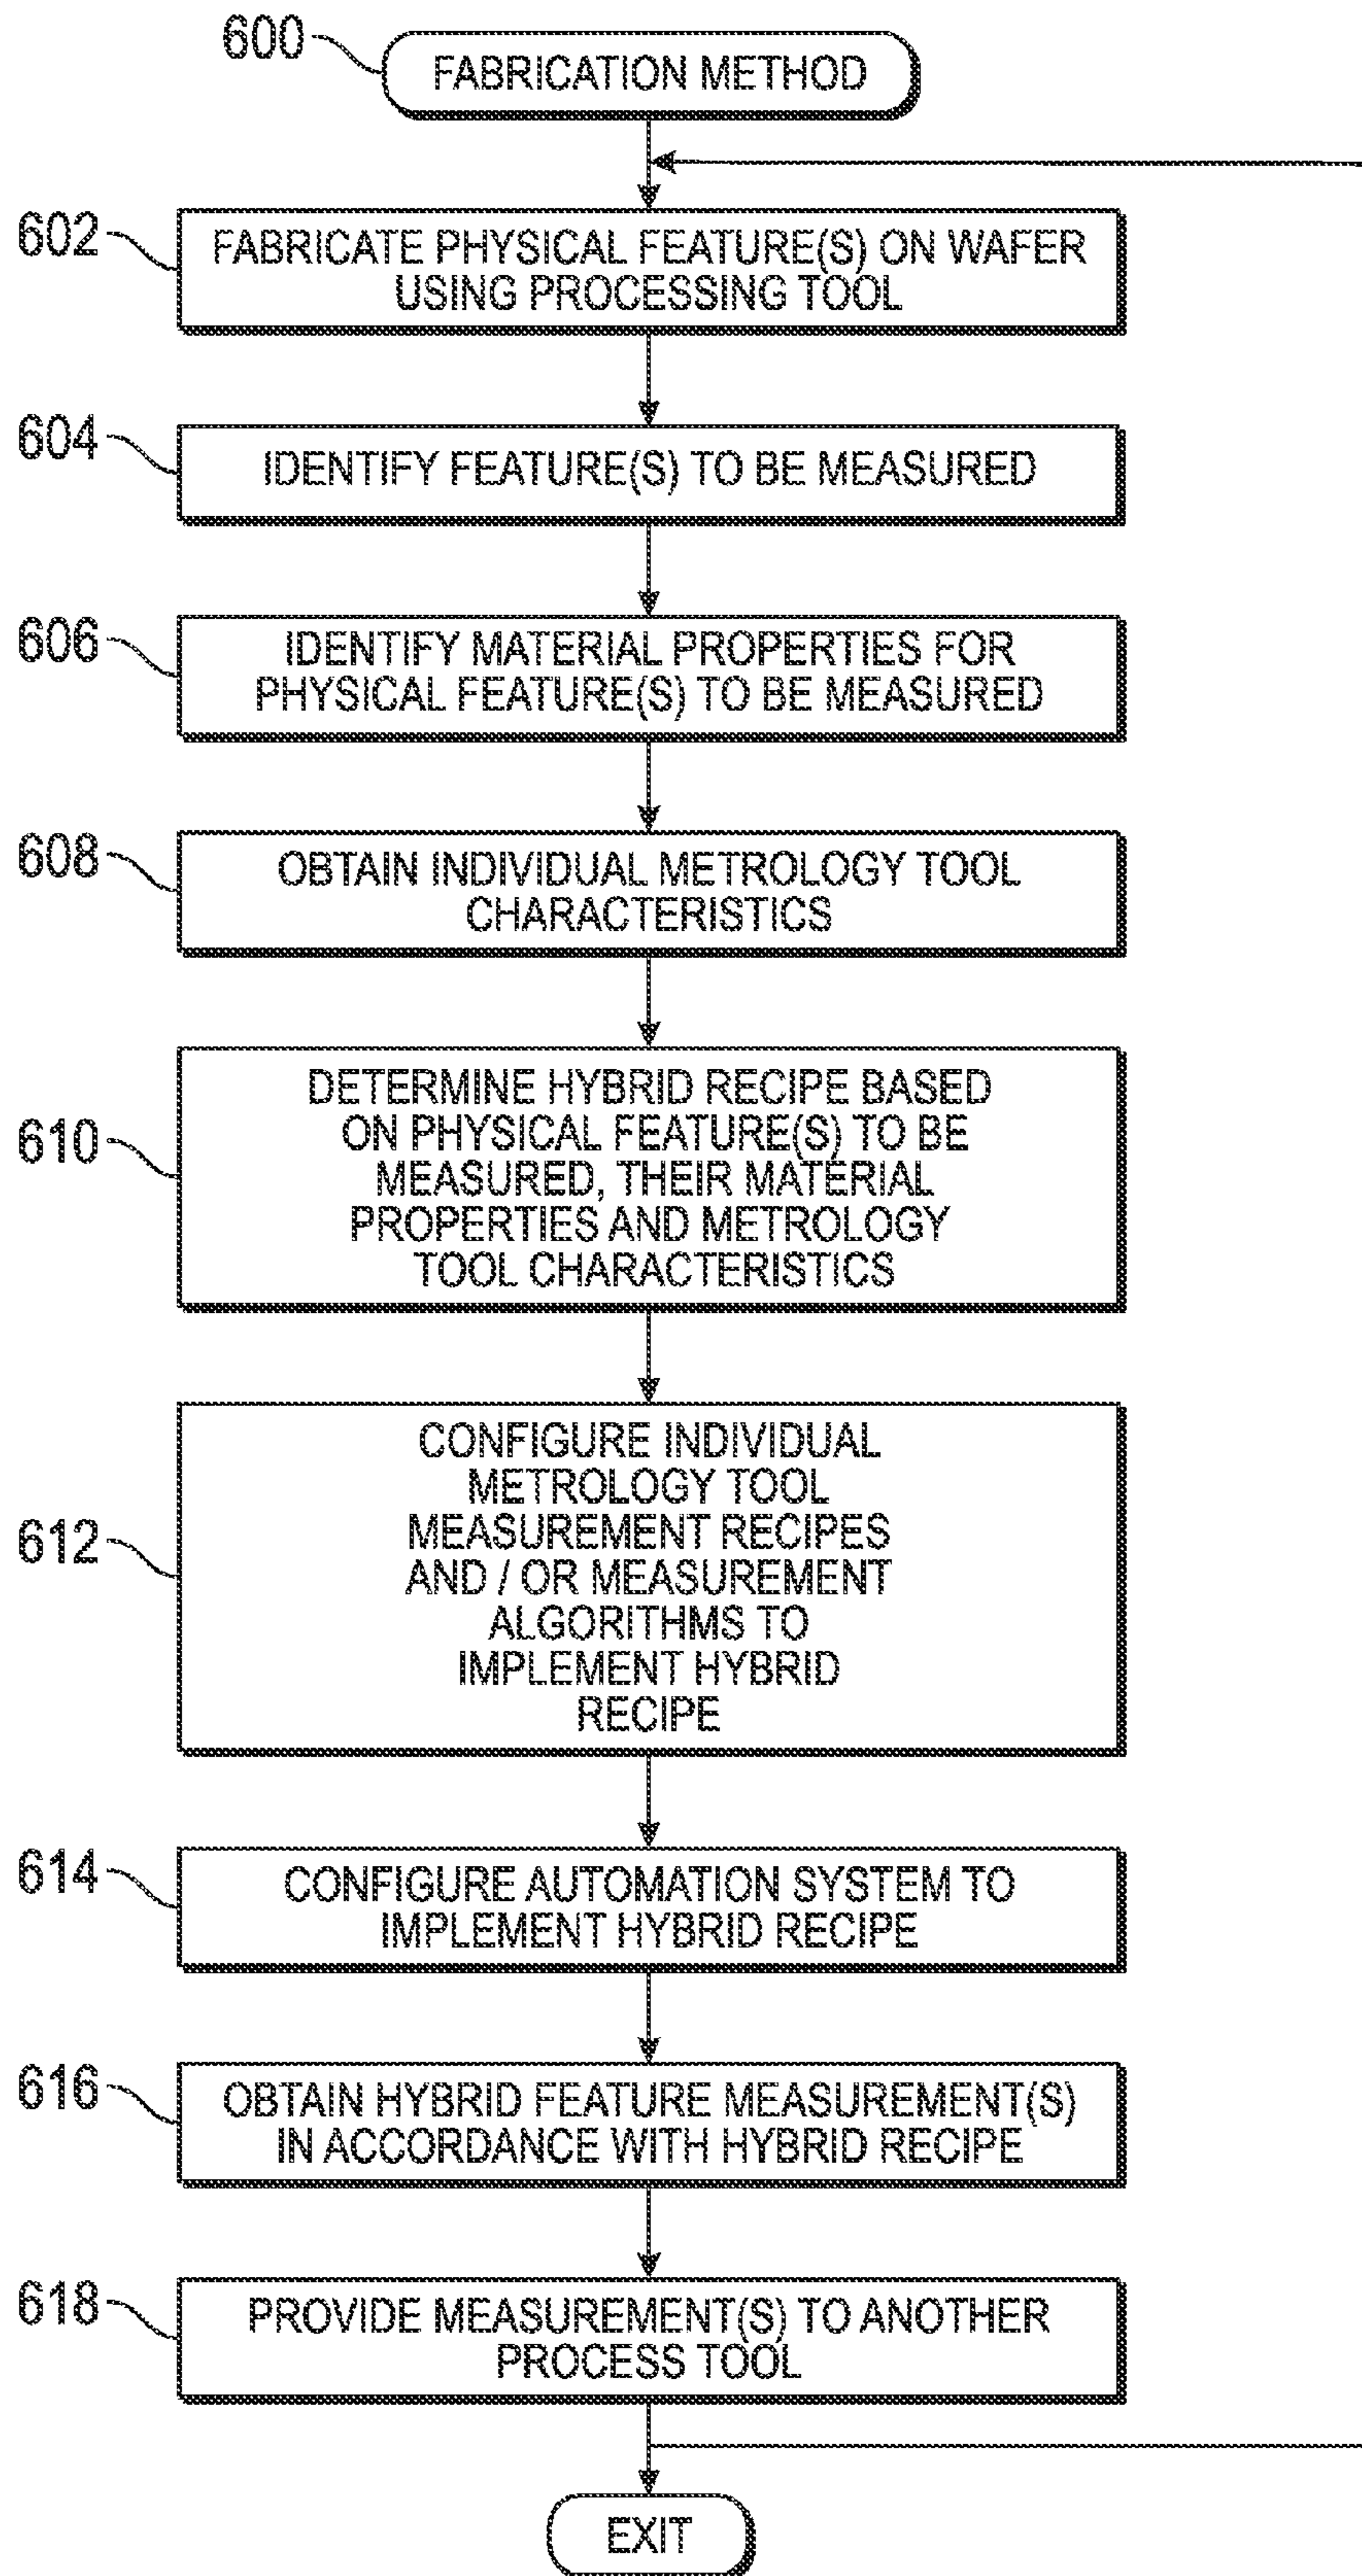 600
FABRICATION METHOD
602
FABRICATE PHYSICAL FEATURE(S) ON WAFER
USING PROCESSING TOOL
604
IDENTIFY FEATURE(S) TO BE MEASURED
606
IDENTIFY MATERIAL PROPERTIES FOR
PHYSICAL FEATURE(S) TO BE MEASURED
608
OBTAIN INDIVIDUAL METROLOGY TOOL
CHARACTERISTICS
610
DETERMINE HYBRID RECIPE BASED
ON PHYSICAL FEATURE(S) TO BE
MEASURED, THEIR MATERIAL
PROPERTIES AND METROLOGY
TOOL CHARACTERISTICS
612
CONFIGURE INDIVIDUAL
METROLOGY TOOL
MEASUREMENT RECIPES
AND / OR MEASUREMENT
ALGORITHMS TO
IMPLEMENT HYBRID
RECIPE
614
CONFIGURE AUTOMATION SYSTEM TO
IMPLEMENT HYBRID RECIPE
616
OBTAIN HYBRID FEATURE MEASUREMENT(S)
IN ACCORDANCE WITH HYBRID RECIPE
618
PROVIDE MEASUREMENT(S) TO ANOTHER
PROCESS TOOL
EXIT